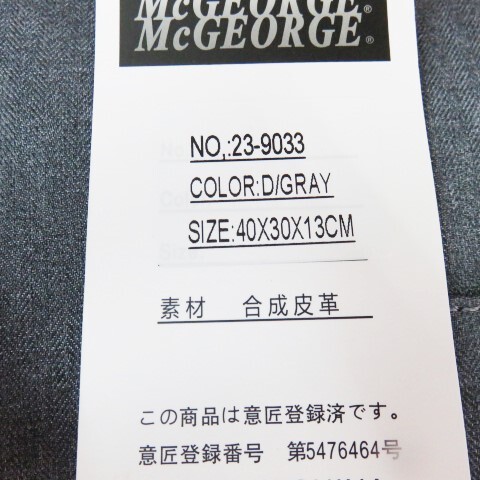 McGEORGE®
McGEORGE®
NO,:23-9033
COLOR:D/GRAY
SIZE:40X30X13CM
素材 合成皮革
この商品は意匠登録済です。
意匠登録番号 第5476464号